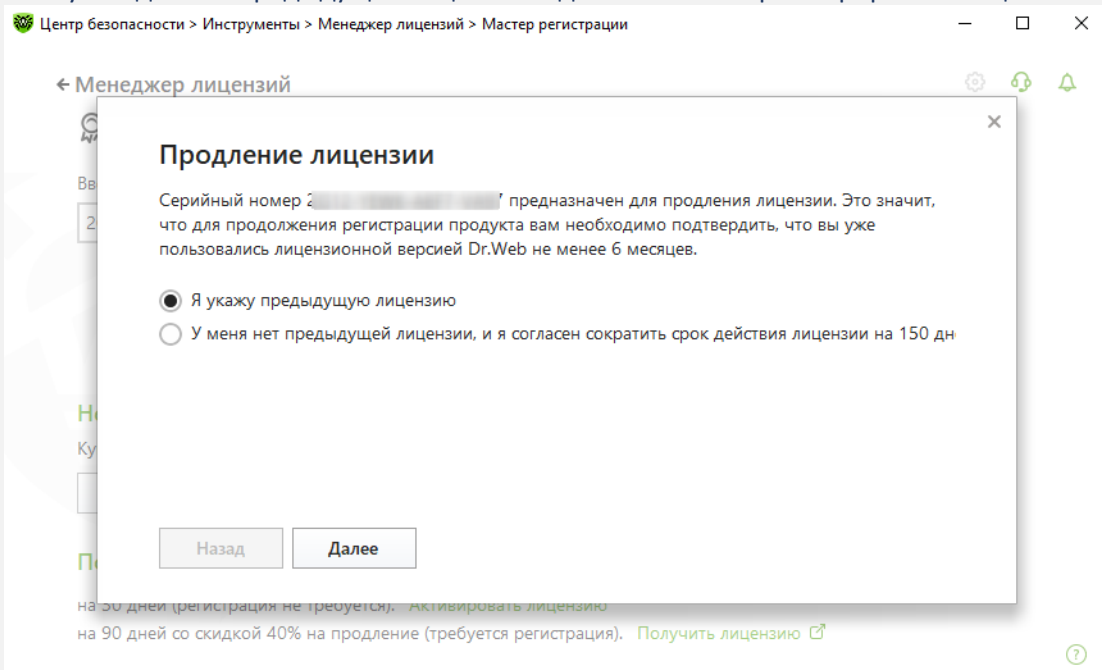 Центр безопасности > Инструменты > Менеджер лицензий > Мастер регистрации
Менеджер лицензий
Продление лицензии
Серийный номер 2 7 предназначен для продления лицензии. Это значит,
что для продолжения регистрации продукта вам необходимо подтвердить, что вы уже
пользовались лицензионной версией Dr.Web не менее 6 месяцев.
Я укажу предыдущую лицензию
У меня нет предыдущей лицензии, и я согласен сократить срок действия лицензии на 150 дн
Назад Далее
дней (регистрация не требуется). Активировать лицензию
на 90 дней со скидкой 40% на продление (требуется регистрация). Получить лицензию